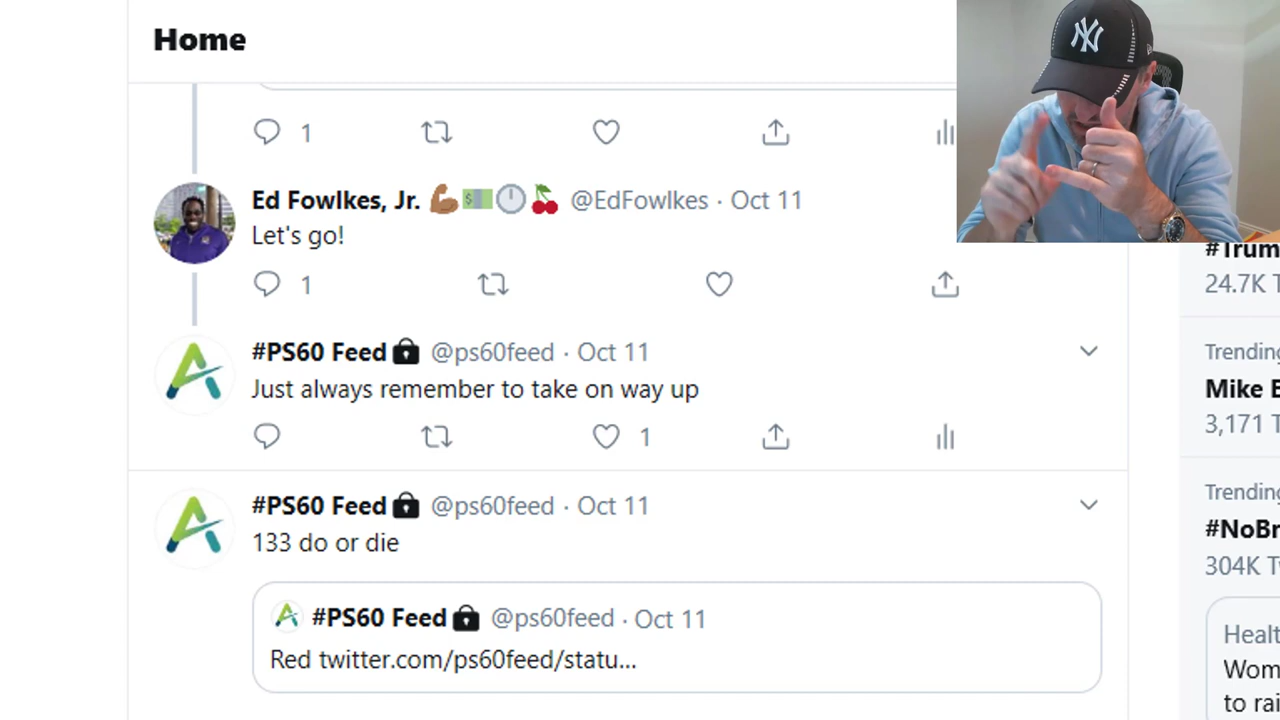 Home
1
Ed Fowlkes, Jr. 💪🏾💵⏱🍒 @EdFowlkes · Oct 11
Let's go!
1
#PS60 Feed🔒 @ps60feed · Oct 11
Just always remember to take on way up
1
#PS60 Feed🔒 @ps60feed · Oct 11
133 do or die
#PS60 Feed🔒 @ps60feed · Oct 11
Red twitter.com/ps60feed/statu...
NY
#Trum
24.7K T
Trending
Mike E
3,171 T
Trending
#NoBr
304K Tw
Healt
Wom
to rai